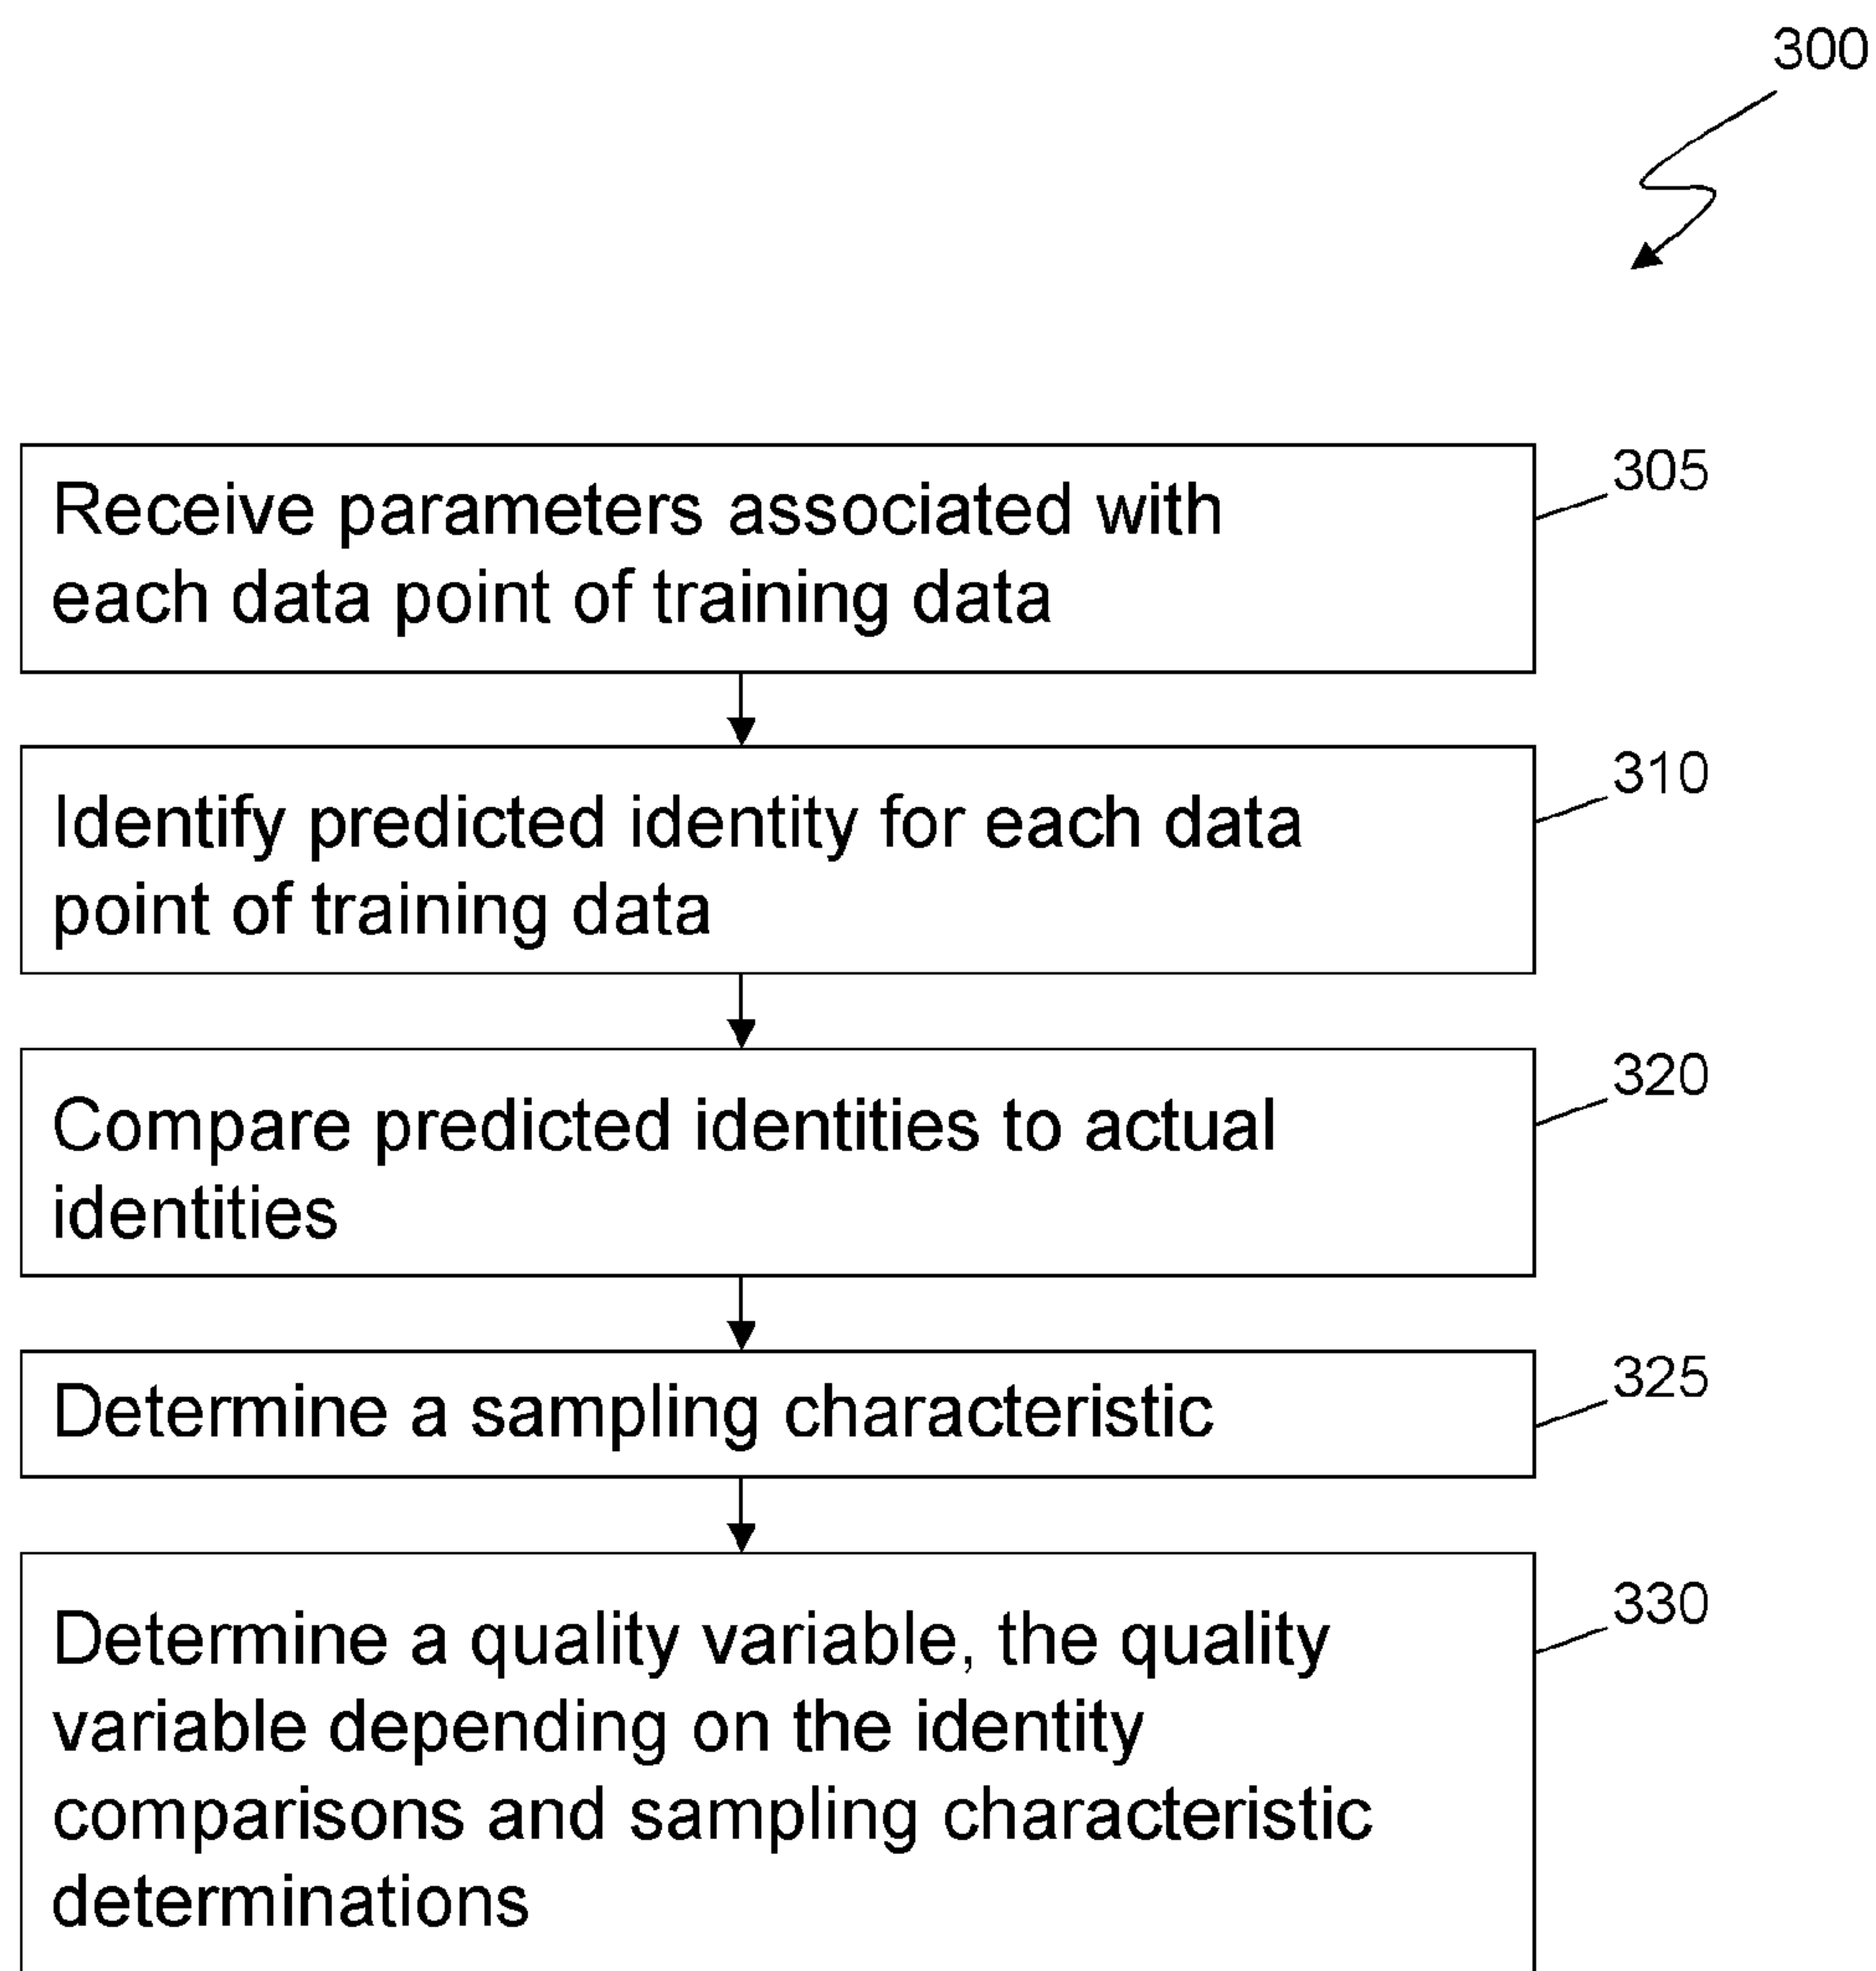 300
Receive parameters associated with
each data point of training data
305
Identify predicted identity for each data
point of training data
310
Compare predicted identities to actual
identities
320
Determine a sampling characteristic
325
Determine a quality variable, the quality
variable depending on the identity
comparisons and sampling characteristic
determinations
330